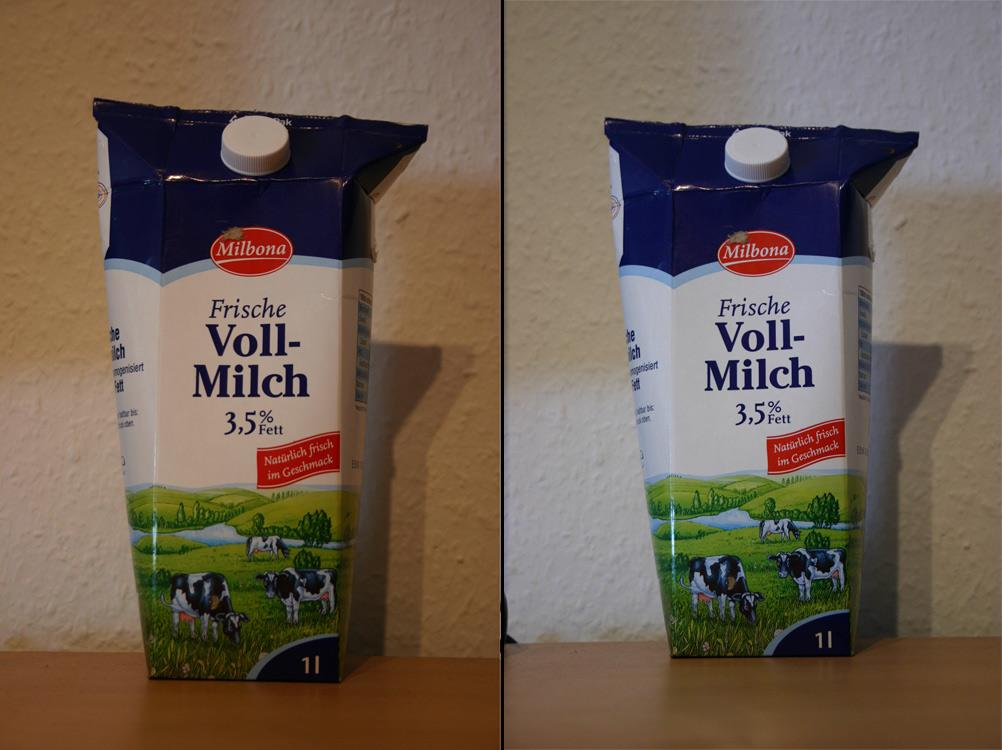 Milbona
Frische
Voll-
Milch
3,5%
Fett
Natürlich frisch
im Geschmack
1l
Milbona
Frische
Voll-
Milch
3,5%
Fett
Natürlich frisch
im Geschmack
1l